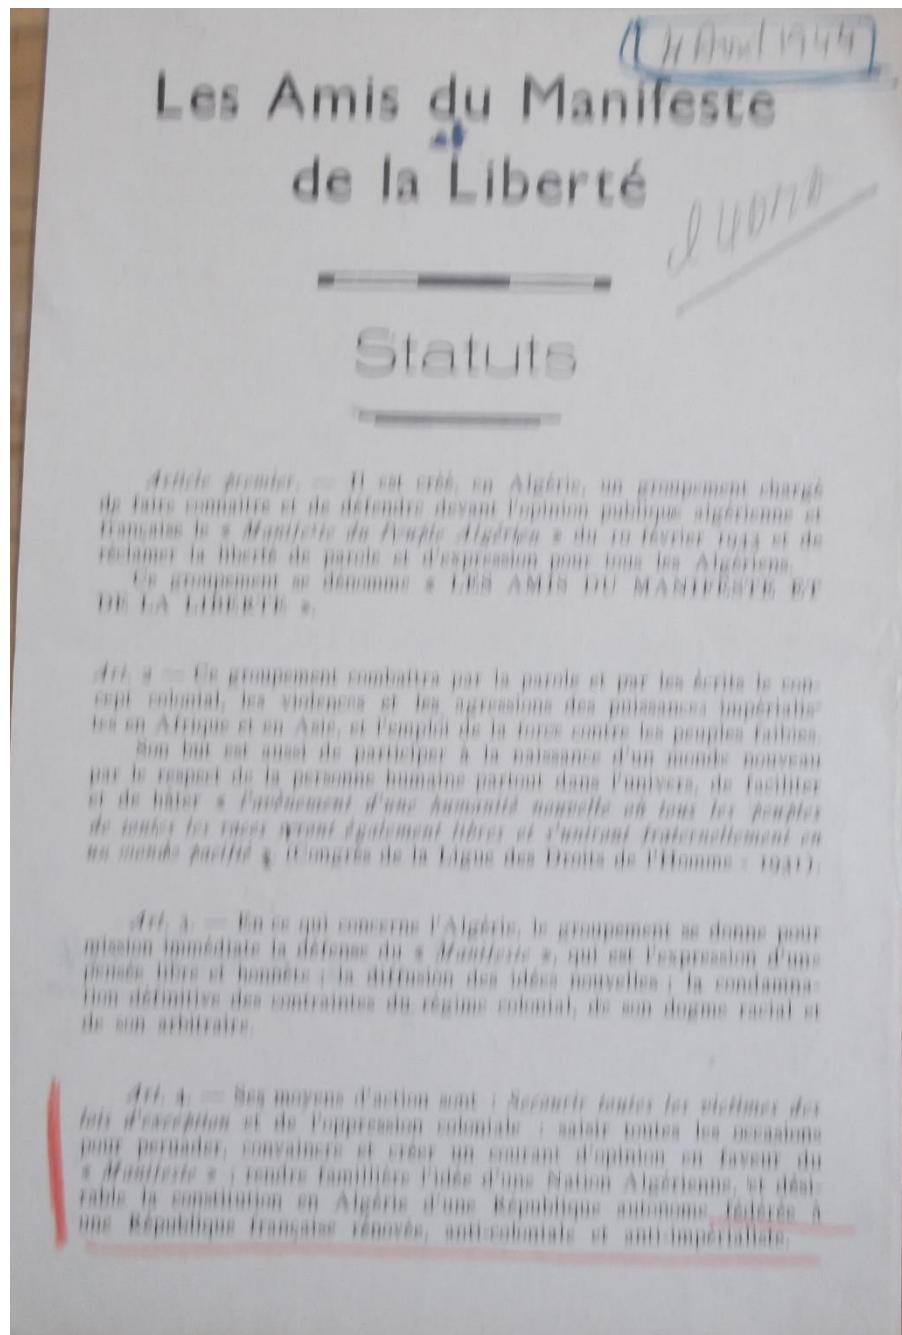 4 Avril 1944
Les Amis du Manifeste
de la Liberté
Statuts
Article premier. — Il est créé, en Algérie, un groupement chargé
de faire connaître et de défendre devant l'opinion publique algérienne et
française le « Manifeste du Peuple Algérien » du 10 février 1943 et de
réclamer la liberté de parole et d'expression pour tous les Algériens.
Ce groupement se dénomme « LES AMIS DU MANIFESTE ET
DE LA LIBERTE ».
Art. 2 — Ce groupement combattra par la parole et par les écrits le con-
cept colonial, les violences et les agressions des puissances impérialis-
tes en Afrique et en Asie, et l'emploi de la force contre les peuples faibles.
Son but est aussi de participer à la naissance d'un monde nouveau
par le respect de la personne humaine partout dans l'univers, de faciliter
et de hâter « l'avènement d'une humanité nouvelle où tous les peuples
de toutes les races seront également libres et s'uniront fraternellement en
un monde pacifié ». (Congrès de la Ligue des Droits de l'Homme - 1931).
Art. 3. — En ce qui concerne l'Algérie, le groupement se donne pour
mission immédiate la défense du « Manifeste », qui est l'expression d'une
pensée libre et honnête ; la diffusion des idées nouvelles ; la condamna-
tion définitive des contraintes du régime colonial, de son dogme racial et
de son arbitraire.
Art. 4. — Ses moyens d'action sont : Secourir toutes les victimes des
lois d'exception et de l'oppression coloniale ; saisir toutes les occasions
pour persuader, convaincre et créer un courant d'opinion en faveur du
« Manifeste » ; rendre familière l'idée d'une Nation Algérienne, et dési-
rable la constitution en Algérie d'une République autonome fédérée à
une République française rénovée, anti-coloniale et anti-impérialiste.